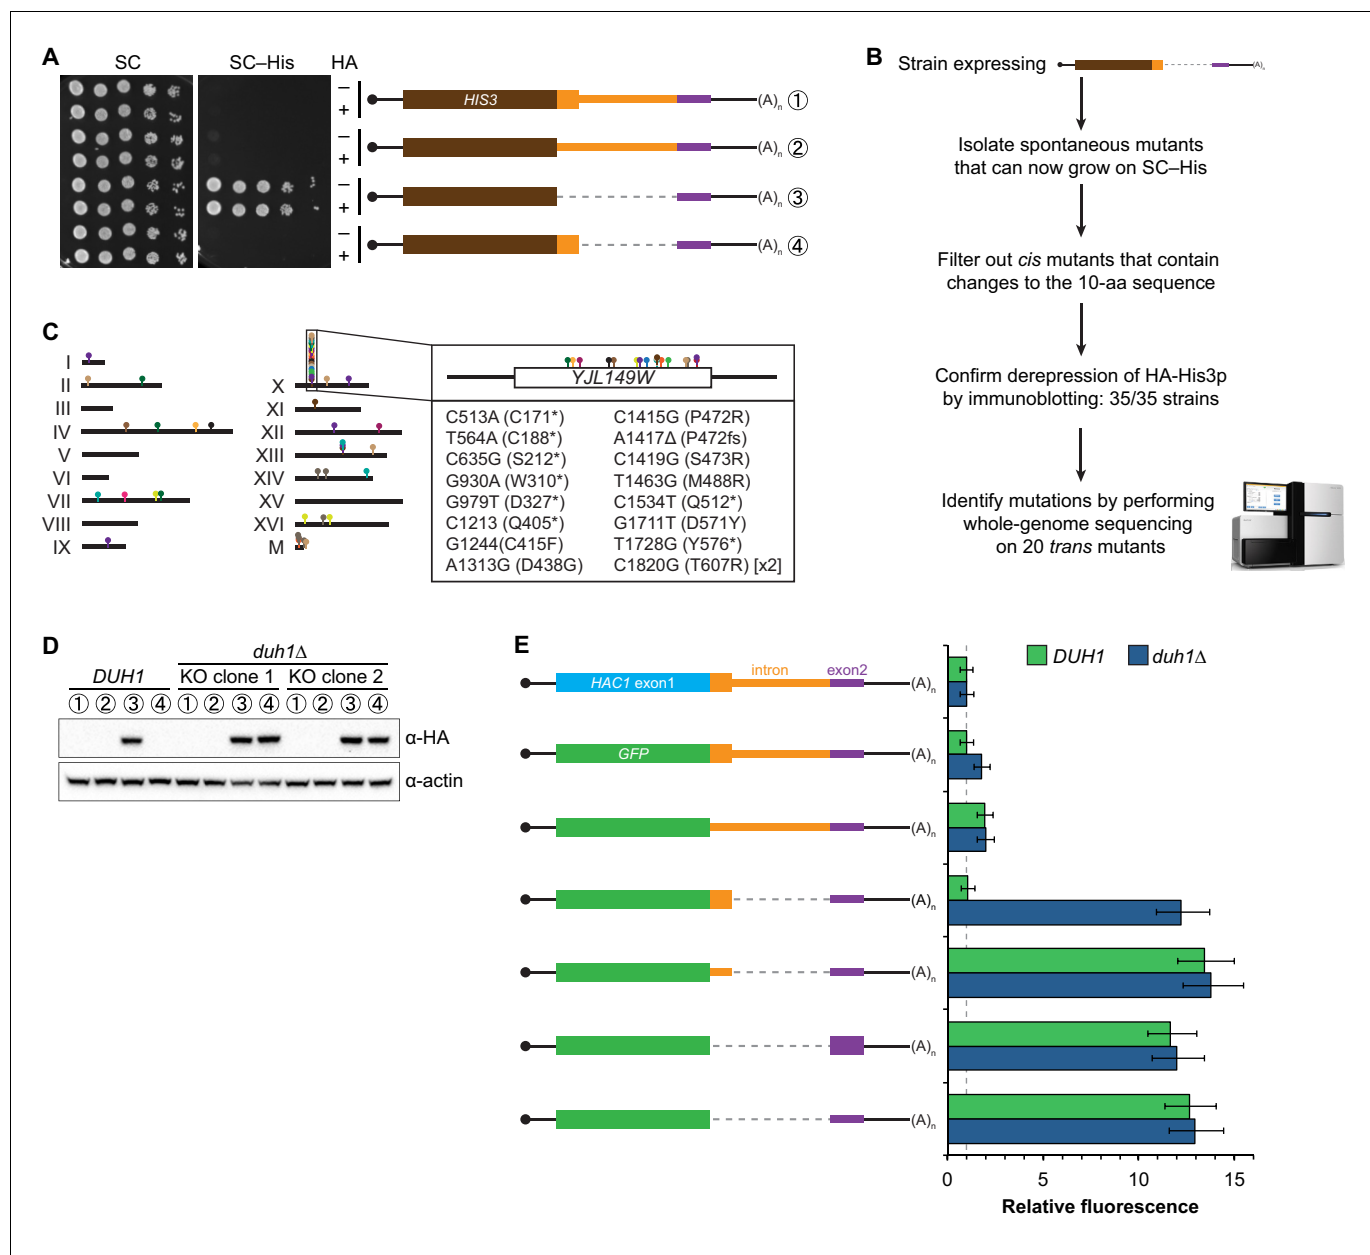 A
SC
SC–His
HA
–
+
–
+
–
+
–
+
HIS3
(A)n ①
(A)n ②
(A)n ③
(A)n ④
B
Strain expressing
(A)n
Isolate spontaneous mutants
that can now grow on SC–His
Filter out cis mutants that contain
changes to the 10-aa sequence
Confirm derepression of HA-His3p
by immunoblotting: 35/35 strains
Identify mutations by performing
whole-genome sequencing
on 20 trans mutants
C
I
II
III
IV
V
VI
VII
VIII
IX
X
XI
XII
XIII
XIV
XV
XVI
M
YJL149W
C513A (C171*)
T564A (C188*)
C635G (S212*)
G930A (W310*)
G979T (D327*)
C1213 (Q405*)
G1244(C415F)
A1313G (D438G)
C1415G (P472R)
A1417Δ (P472fs)
C1419G (S473R)
T1463G (M488R)
C1534T (Q512*)
G1711T (D571Y)
T1728G (Y576*)
C1820G (T607R) [x2]
D
duh1Δ
DUH1 KO clone 1 KO clone 2
① ② ③ ④ ① ② ③ ④ ① ② ③ ④
α-HA
α-actin
E
DUH1 duh1Δ
intron exon2
HAC1 exon1
(A)n
GFP
(A)n
(A)n
(A)n
(A)n
(A)n
(A)n
0 5 10 15
Relative fluorescence